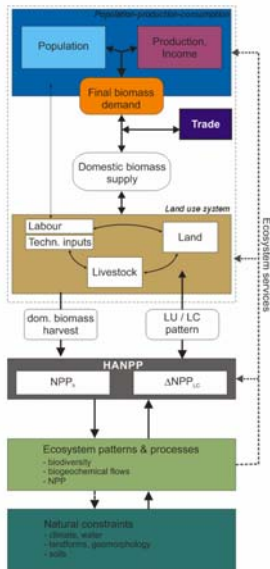 Population-production-consumption
Population
Production,
Income
Final biomass
demand
Trade
Domestic biomass
supply
Land use system
Labour
Techn. inputs
Land
Livestock
Ecosystem services
dom. biomass
harvest
LU / LC
pattern
HANPP
NPPh
ΔNPPLC
Ecosystem patterns & processes
- biodiversity
- biogeochemical flows
- NPP
Natural constraints
- climate, water
- landforms, geomorphology
- soils